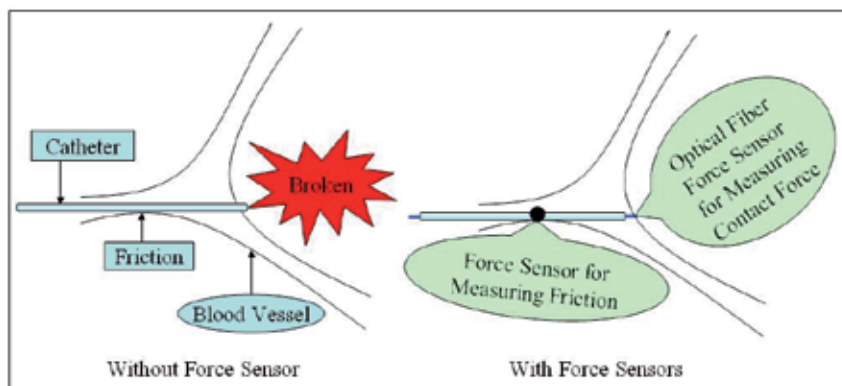 Catheter
Broken
Friction
Blood Vessel
Without Force Sensor
Optical Fiber
Force Sensor
for Measuring
Contact Force
Force Sensor for
Measuring Friction
With Force Sensors